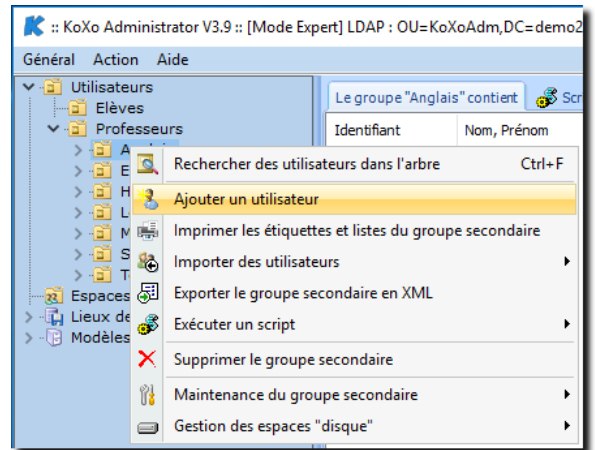 :: KoXo Administrator V3.9 :: [Mode Expert] LDAP : OU=KoXoAdm,DC=demo2
Général Action Aide
Utilisateurs
Elèves
Professeurs
Le groupe "Anglais" contient
Identifiant Nom, Prénom
Rechercher des utilisateurs dans l'arbre Ctrl+F
Ajouter un utilisateur
Imprimer les étiquettes et listes du groupe secondaire
Importer des utilisateurs
Exporter le groupe secondaire en XML
Exécuter un script
Supprimer le groupe secondaire
Maintenance du groupe secondaire
Gestion des espaces "disque"
E
H
L
M
S
T
Espaces
Lieux de
Modèles